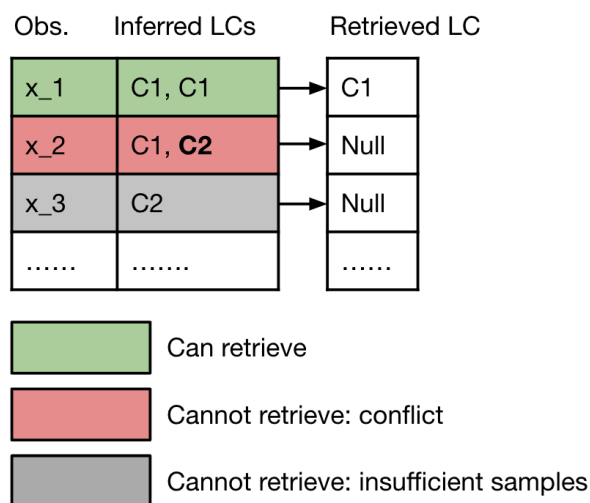 Obs. Inferred LCs Retrieved LC
x_1 C1, C1 C1
x_2 C1, C2 Null
x_3 C2 Null
...... ....... ......
Can retrieve
Cannot retrieve: conflict
Cannot retrieve: insufficient samples